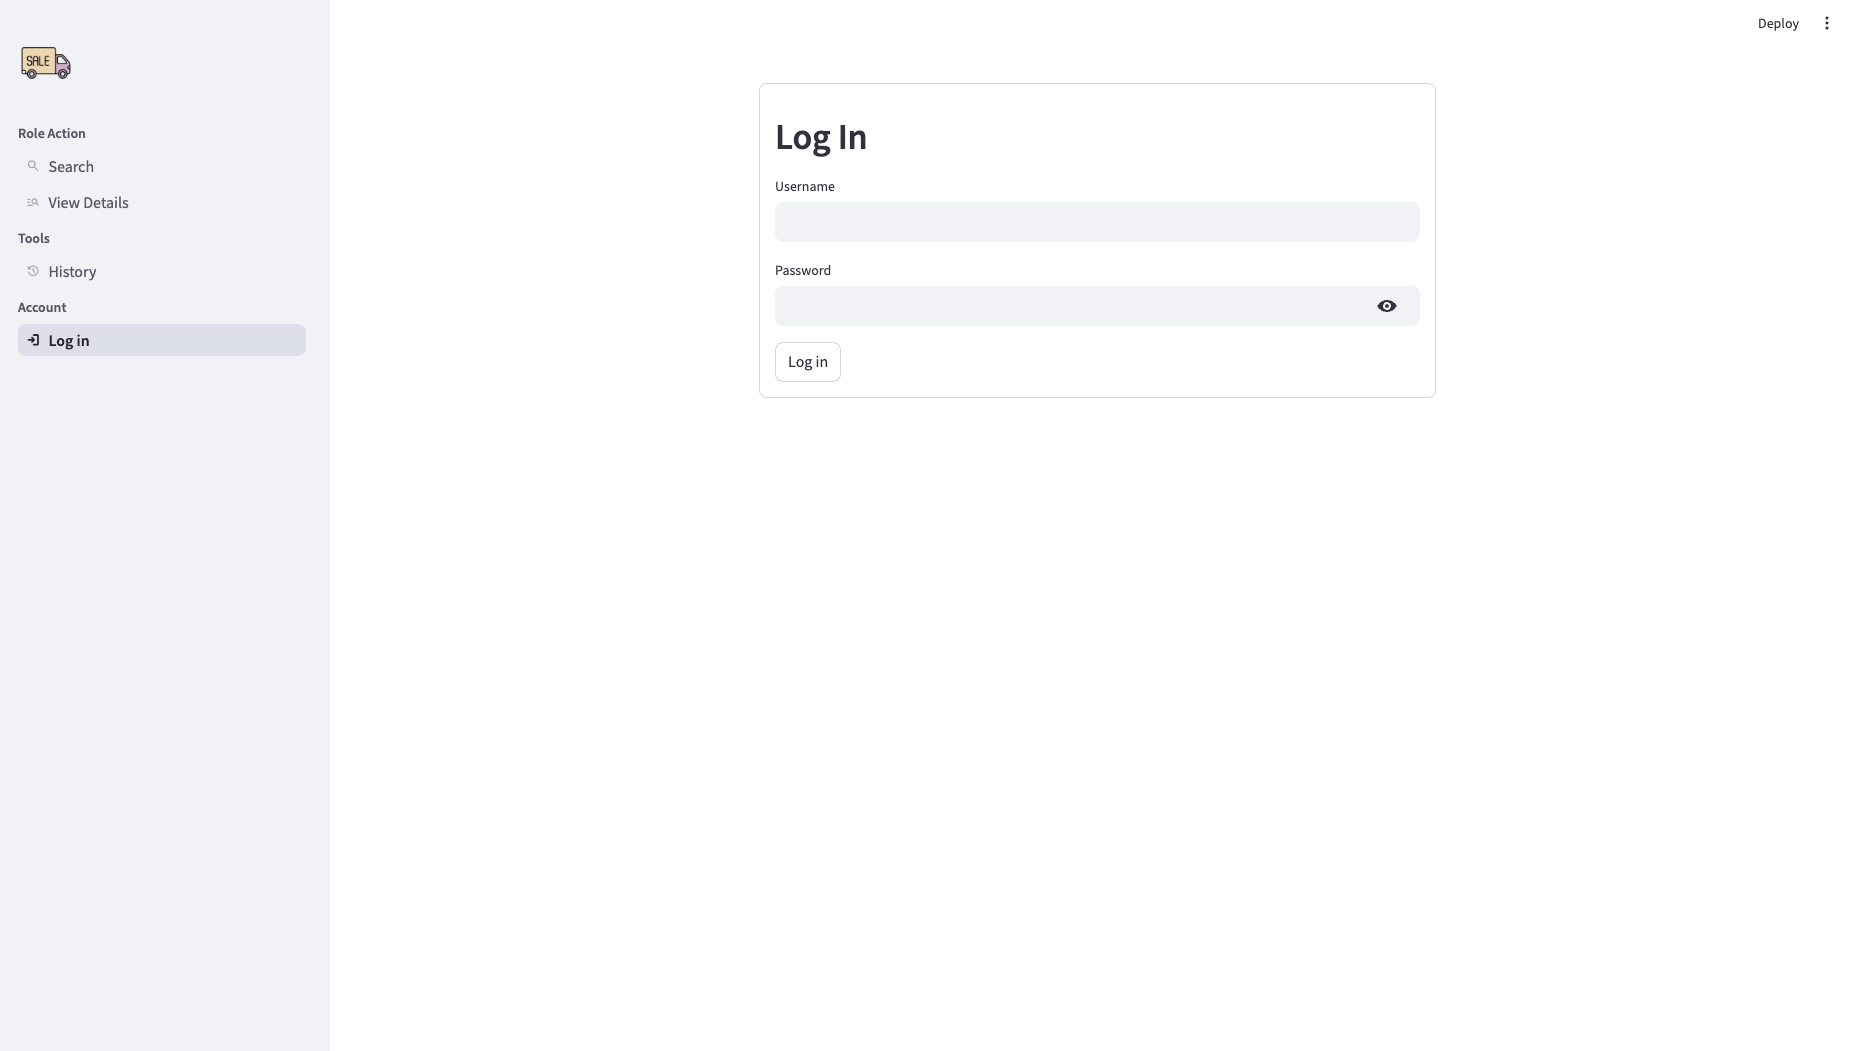 Deploy
SALE
Role Action
Search
View Details
Tools
History
Account
Log in
Log In
Username
Password
Log in